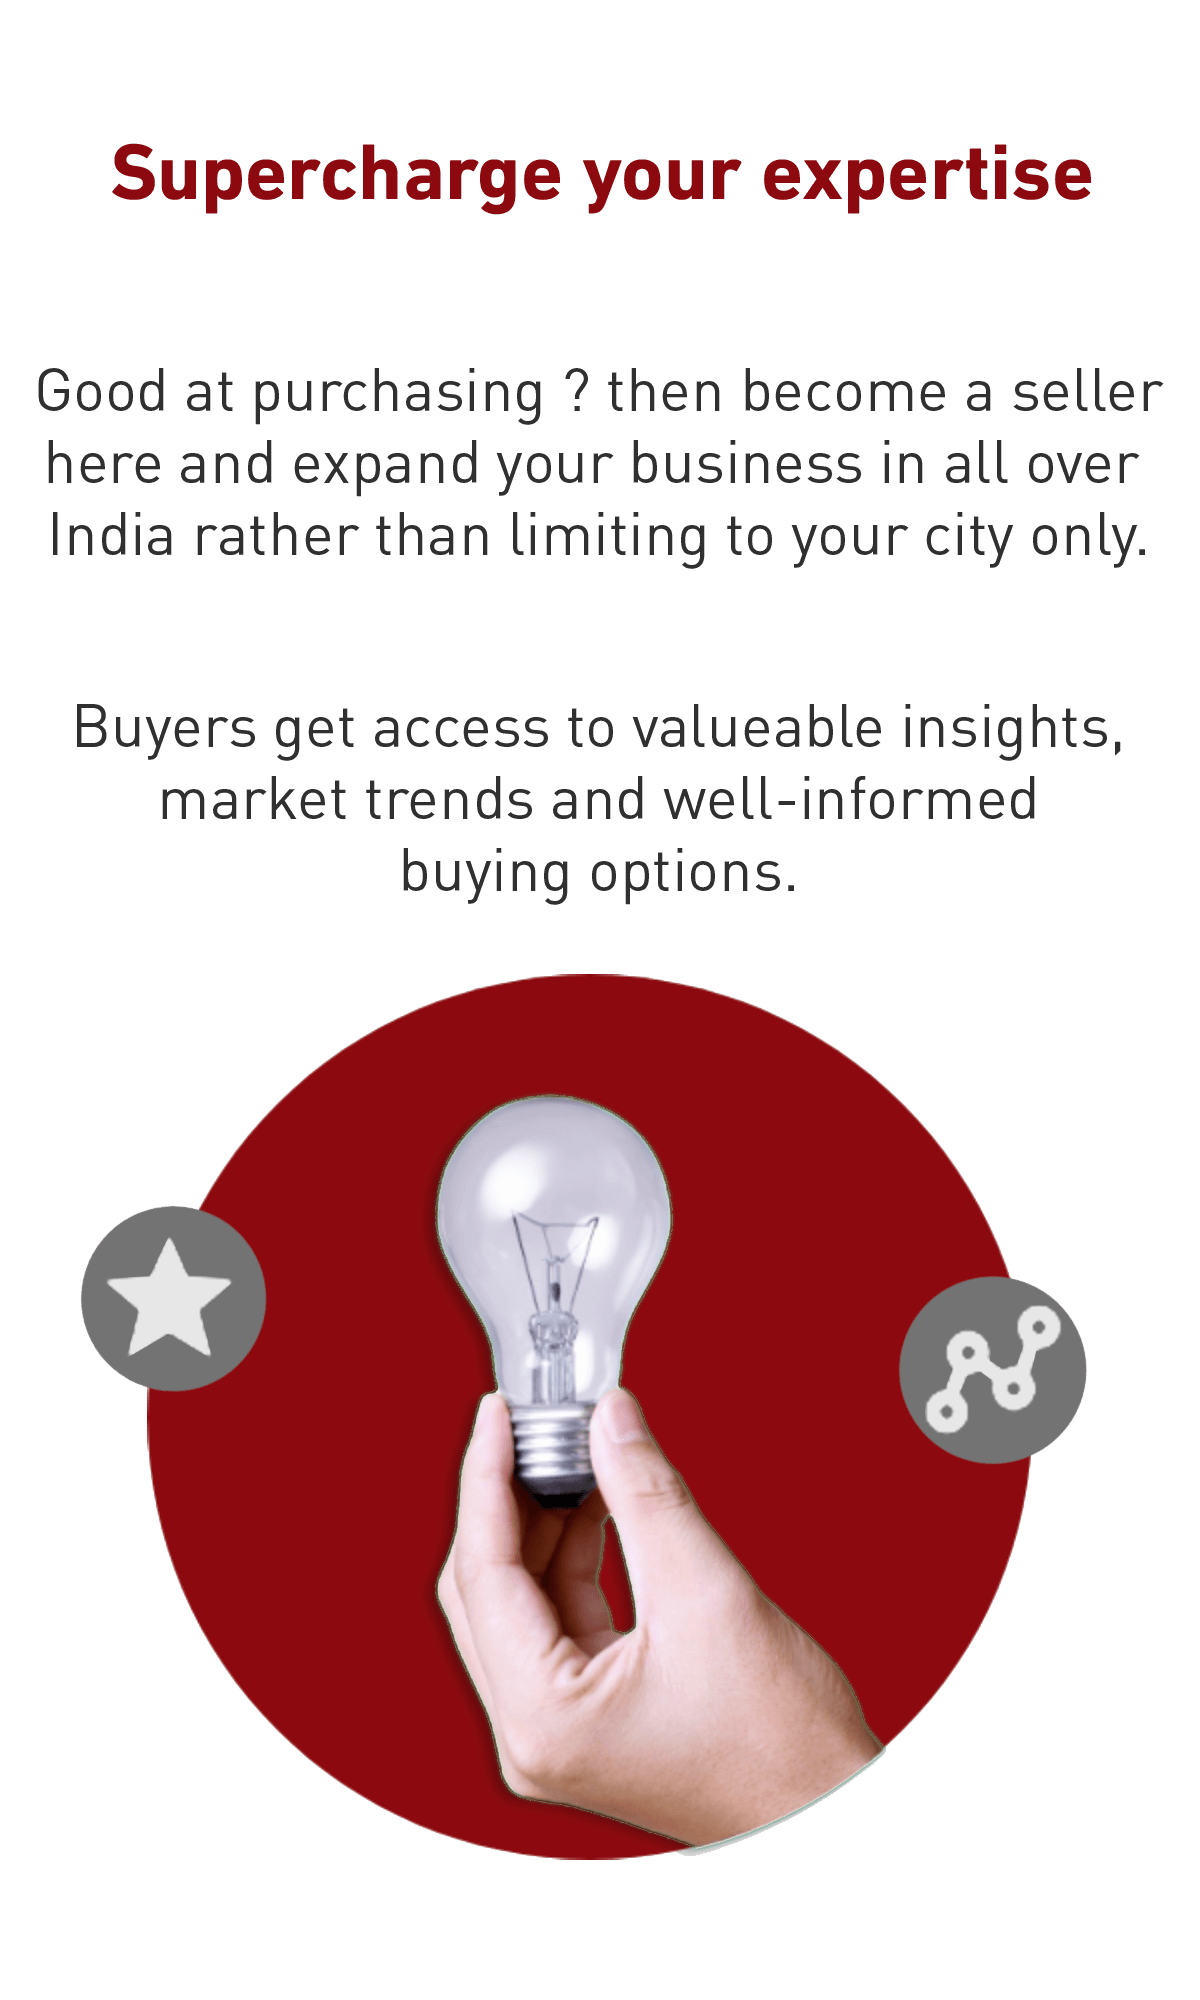 Supercharge your expertise
Good at purchasing ? then become a seller
here and expand your business in all over
India rather than limiting to your city only.
Buyers get access to valueable insights,
market trends and well-informed
buying options.